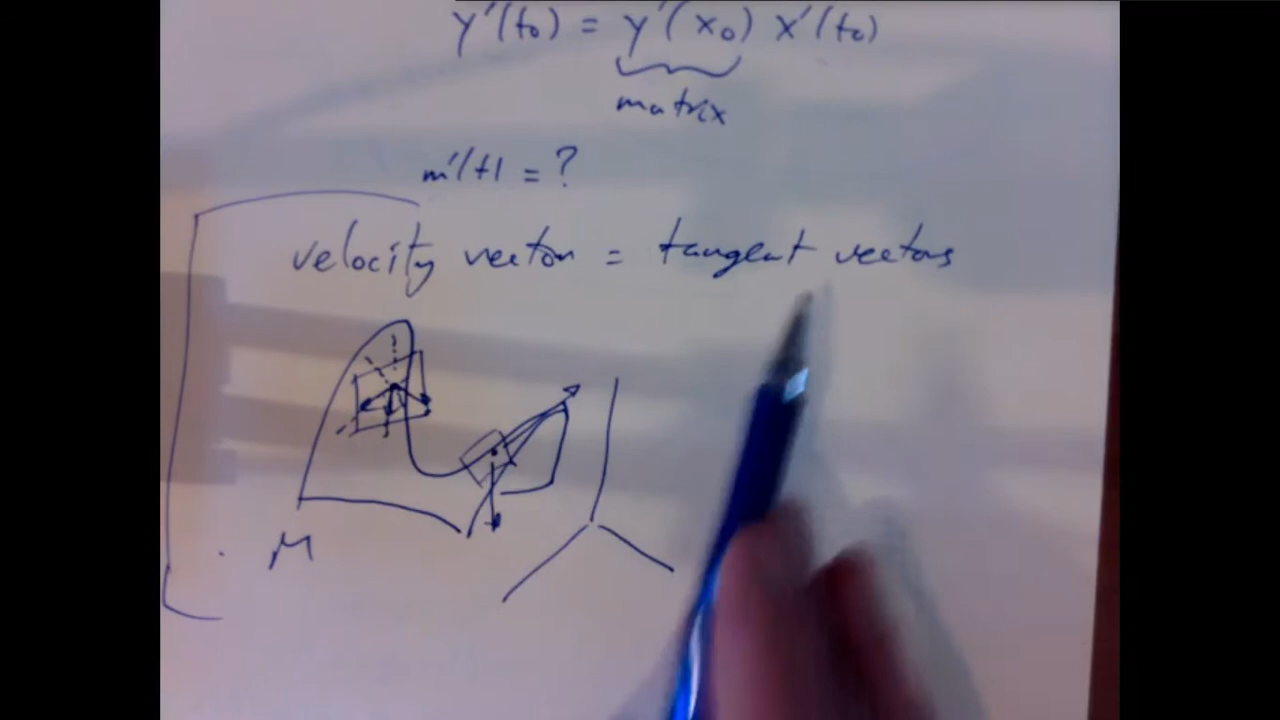 y'(t₀) = y'(x₀) x'(t₀)
matrix
m'(t) = ?
velocity vector = tangent vectors
M